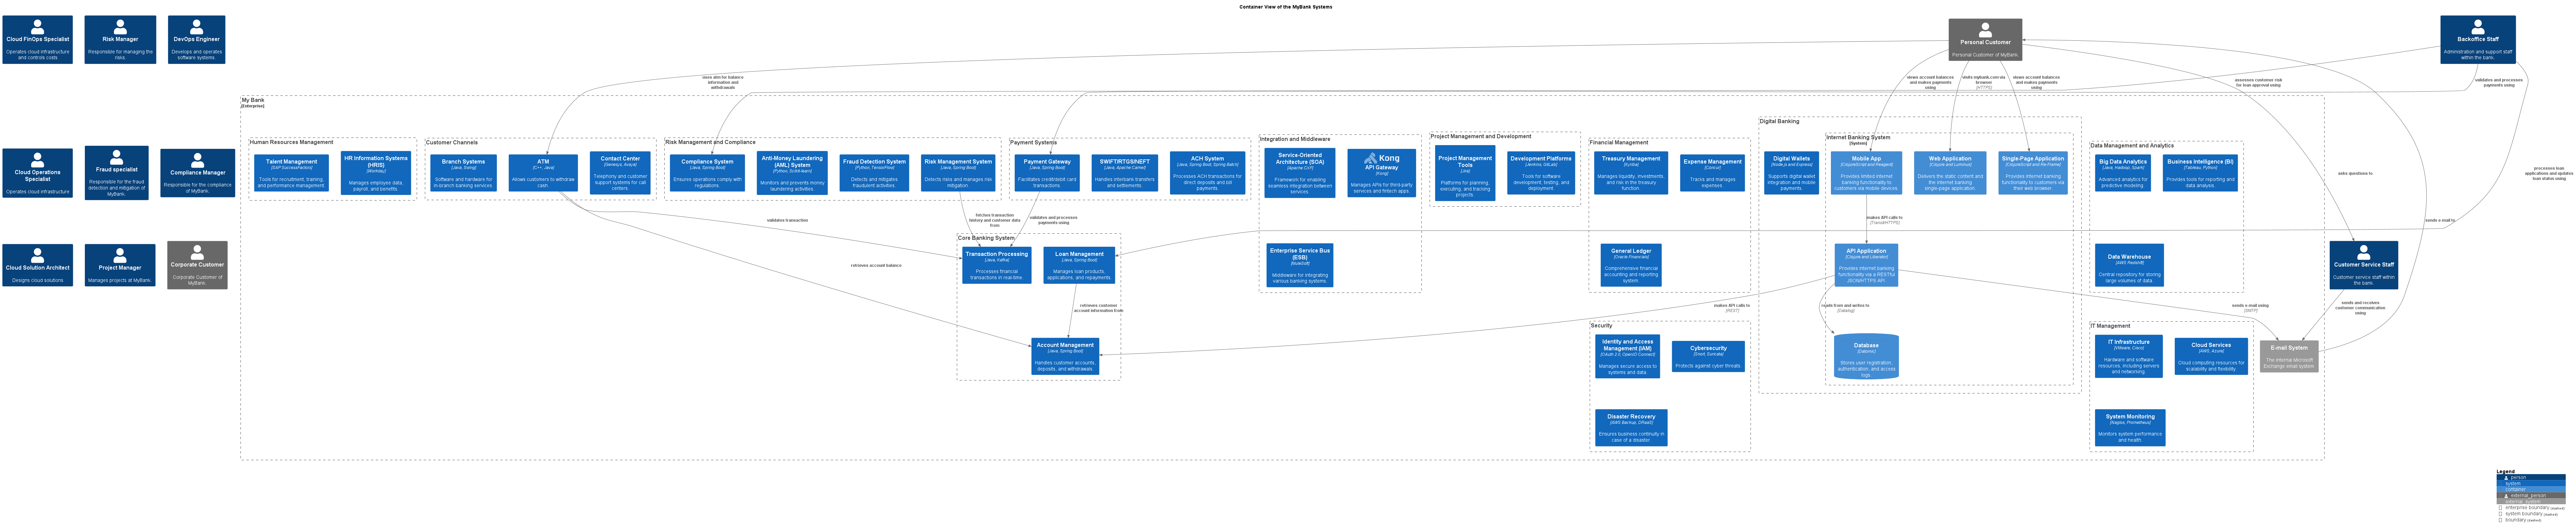 Container View of the MyBank Systems
Cloud FinOps Specialist
Operates cloud infrastructure
and controls costs.
Risk Manager
Responsible for managing the
risks.
DevOps Engineer
Develops and operates
software systems.
Personal Customer
Personal Customer of MyBank.
Backoffice Staff
Administration and support staff
within the bank.
uses atm for balance
information and
withdrawals
views account balances
and makes payments
using
visits mybank.com via
browser
[HTTPS]
views account balances
and makes payments
using
assesses customer risk
for loan approval using
validates and processes
payments using
My Bank
[Enterprise]
Cloud Operations
Specialist
Operates cloud infrastructure
Fraud specialist
Responsible for the fraud
detection and mitigation of
MyBank.
Compliance Manager
Responsible for the compliance
of MyBank.
Human Resources Management
Talent Management
[SAP SuccessFactors]
Tools for recruitment, training,
and performance management.
HR Information Systems
(HRIS)
[Workday]
Manages employee data,
payroll, and benefits.
Customer Channels
Branch Systems
[Java, Swing]
Software and hardware for
in-branch banking services.
ATM
[C++, Java]
Allows customers to withdraw
cash.
Contact Center
[Genesys, Avaya]
Telephony and customer
support systems for call
centers.
Risk Management and Compliance
Compliance System
[Java, Spring Boot]
Ensures operations comply with
regulations.
Anti-Money Laundering
(AML) System
[Python, Scikit-learn]
Monitors and prevents money
laundering activities.
Fraud Detection System
[Python, TensorFlow]
Detects and mitigates
fraudulent activities.
Risk Management System
[Java, Spring Boot]
Detects risks and manages risk
mitigation.
Payment Systems
Payment Gateway
[Java, Spring Boot]
Facilitates credit/debit card
transactions.
SWIFT/RTGS/NEFT
[Java, Apache Camel]
Handles interbank transfers
and settlements.
ACH System
[Java, Spring Boot, Spring Batch]
Processes ACH transactions for
direct deposits and bill
payments.
Integration and Middleware
Service-Oriented
Architecture (SOA)
[Apache CXF]
Framework for enabling
seamless integration between
services.
Kong
API Gateway
[Kong]
Manages APIs for third-party
services and fintech apps.
Enterprise Service Bus
(ESB)
[MuleSoft]
Middleware for integrating
various banking systems.
Project Management and Development
Project Management
Tools
[Jira]
Platforms for planning,
executing, and tracking
projects.
Development Platforms
[Jenkins, GitLab]
Tools for software
development, testing, and
deployment.
Financial Management
Treasury Management
[Kyriba]
Manages liquidity, investments,
and risk in the treasury
function.
Expense Management
[Concur]
Tracks and manages
expenses.
General Ledger
[Oracle Financials]
Comprehensive financial
accounting and reporting
system.
Digital Banking
Digital Wallets
[Node.js and Express]
Supports digital wallet
integration and mobile
payments.
Internet Banking System
[System]
Mobile App
[ClojureScript and Reagent]
Provides limited internet
banking functionality to
customers via mobile devices.
Web Application
[Clojure and Luminus]
Delivers the static content and
the internet banking
single-page application.
Single-Page Application
[ClojureScript and Re-Frame]
Provides internet banking
functionality to customers via
their web browser.
makes API calls to
[Transit/HTTPS]
API Application
[Clojure and Liberator]
Provides internet banking
functionality via a RESTful
JSON/HTTPS API.
reads from and writes to
[Datalog]
Database
[Datomic]
Stores user registration,
authentication, and access
logs.
Data Management and Analytics
Big Data Analytics
[Java, Hadoop, Spark]
Advanced analytics for
predictive modeling.
Business Intelligence (BI)
[Tableau, Python]
Provides tools for reporting and
data analysis.
Data Warehouse
[AWS Redshift]
Central repository for storing
large volumes of data.
asks questions to
processes loan
applications and updates
loan status using
sends e-mail to
validates transaction
fetches transaction
history and customer data
from
validates and processes
payments using
Cloud Solution Architect
Designs cloud solutions.
Project Manager
Manages projects at MyBank.
Corporate Customer
Corporate Customer of
MyBank.
Core Banking System
Transaction Processing
[Java, Kafka]
Processes financial
transactions in real-time.
Loan Management
[Java, Spring Boot]
Manages loan products,
applications, and repayments.
retrieves account balance
retrieves customer
account information from
Account Management
[Java, Spring Boot]
Handles customer accounts,
deposits, and withdrawals.
makes API calls to
[REST]
sends e-mail using
[SMTP]
Customer Service Staff
Customer service staff within
the bank.
sends and receives
customer communication
using
E-mail System
The internal Microsoft
Exchange email system.
Security
Identity and Access
Management (IAM)
[OAuth 2.0, OpenID Connect]
Manages secure access to
systems and data.
Cybersecurity
[Snort, Suricata]
Protects against cyber threats.
Disaster Recovery
[AWS Backup, DRaaS]
Ensures business continuity in
case of a disaster.
IT Management
IT Infrastructure
[VMware, Cisco]
Hardware and software
resources, including servers
and networking.
Cloud Services
[AWS, Azure]
Cloud computing resources for
scalability and flexibility.
System Monitoring
[Nagios, Prometheus]
Monitors system performance
and health.
Legend
person
system
container
external_person
external_system
enterprise boundary (dashed)
system boundary (dashed)
boundary (dashed)